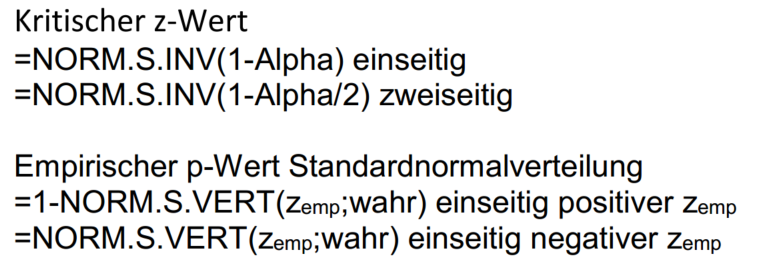 Kritischer z-Wert
=NORM.S.INV(1-Alpha) einseitig
=NORM.S.INV(1-Alpha/2) zweiseitig
Empirischer p-Wert Standardnormalverteilung
=1-NORM.S.VERT(zemp;wahr) einseitig positiver zemp
=NORM.S.VERT(zemp;wahr) einseitig negativer zemp